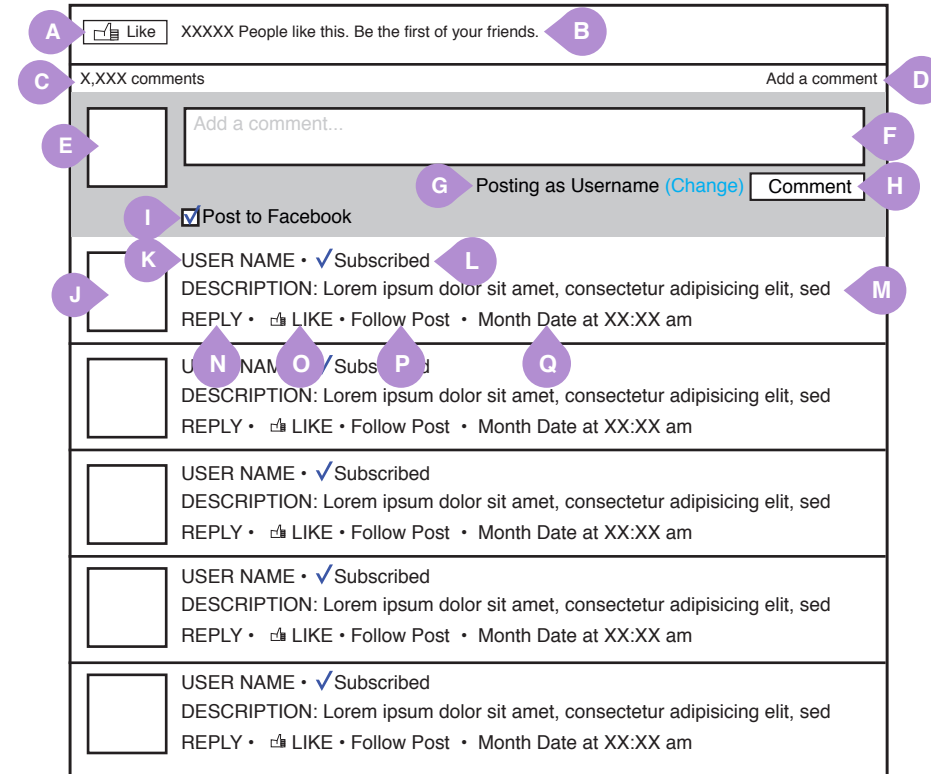 A Like XXXXX People like this. Be the first of your friends. B
C X,XXX comments Add a comment D
E Add a comment... F
G Posting as Username (Change) Comment H
I Post to Facebook
K USER NAME • ✓Subscribed L
J DESCRIPTION: Lorem ipsum dolor sit amet, consectetur adipisicing elit, sed M
REPLY • LIKE • Follow Post • Month Date at XX:XX am
N O P Q
DESCRIPTION: Lorem ipsum dolor sit amet, consectetur adipisicing elit, sed
REPLY • LIKE • Follow Post • Month Date at XX:XX am
USER NAME • ✓Subscribed
DESCRIPTION: Lorem ipsum dolor sit amet, consectetur adipisicing elit, sed
REPLY • LIKE • Follow Post • Month Date at XX:XX am
USER NAME • ✓Subscribed
DESCRIPTION: Lorem ipsum dolor sit amet, consectetur adipisicing elit, sed
REPLY • LIKE • Follow Post • Month Date at XX:XX am
USER NAME • ✓Subscribed
DESCRIPTION: Lorem ipsum dolor sit amet, consectetur adipisicing elit, sed
REPLY • LIKE • Follow Post • Month Date at XX:XX am